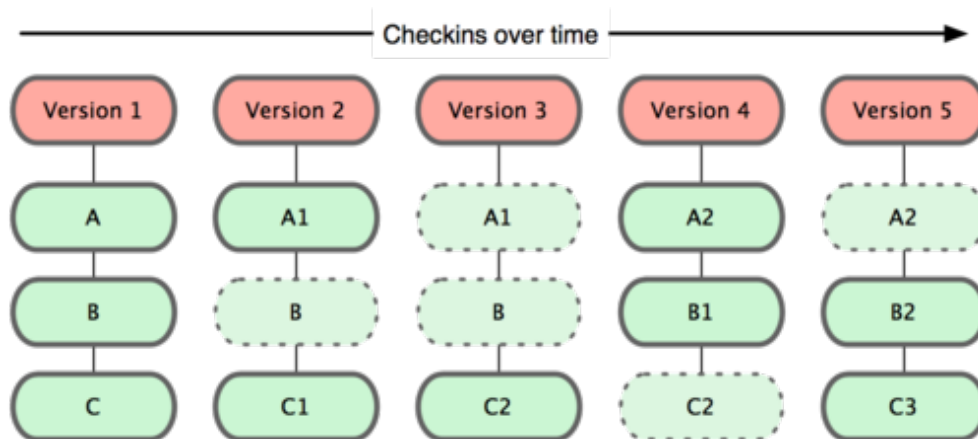 Checkins over time
Version 1 Version 2 Version 3 Version 4 Version 5
A A1 A1 A2 A2
B B B B1 B2
C C1 C2 C2 C3